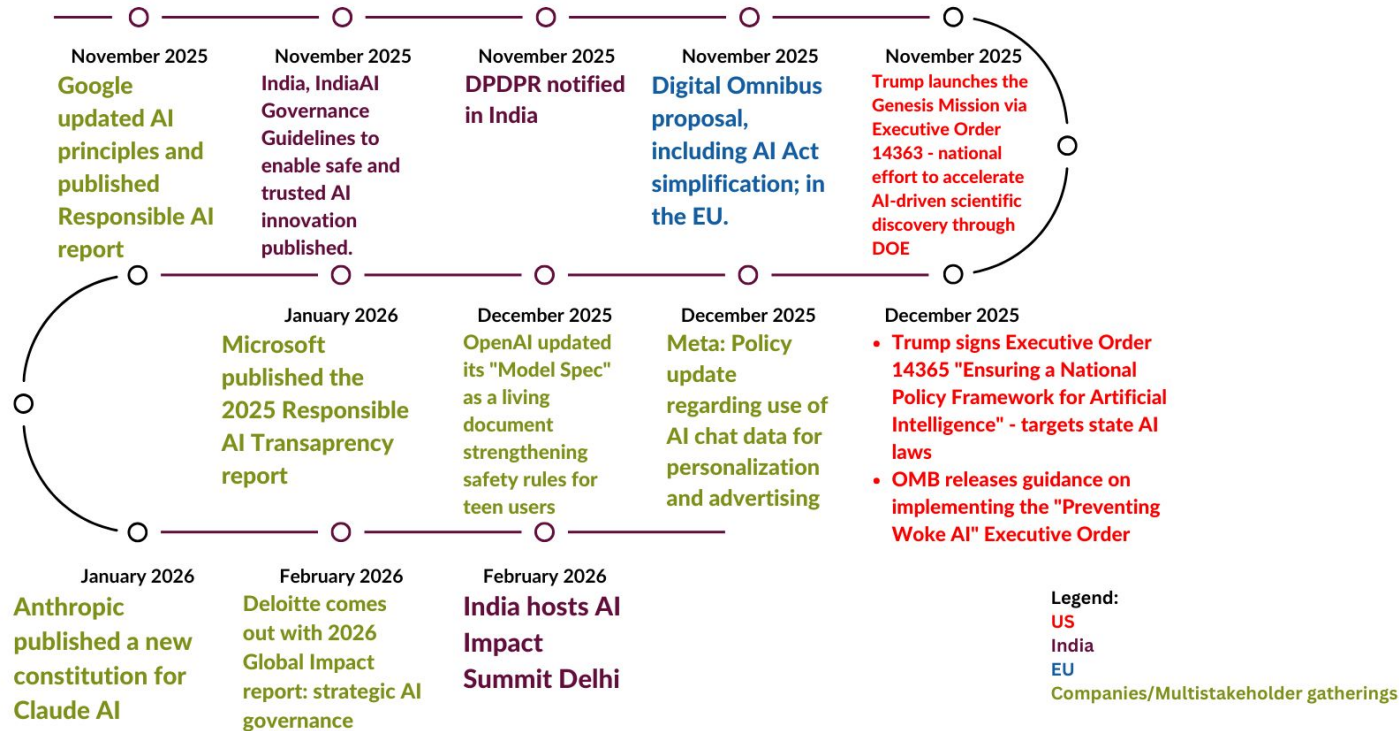 November 2025
Google
updated AI
principles and
published
Responsible AI
report
November 2025
India, IndiaAI
Governance
Guidelines to
enable safe and
trusted AI
innovation
published.
November 2025
DPDPR notified
in India
November 2025
Digital Omnibus
proposal,
including AI Act
simplification; in
the EU.
November 2025
Trump launches the
Genesis Mission via
Executive Order
14363 - national
effort to accelerate
AI-driven scientific
discovery through
DOE
January 2026
Microsoft
published the
2025 Responsible
AI Transaprency
report
December 2025
OpenAI updated
its "Model Spec"
as a living
document
strengthening
safety rules for
teen users
December 2025
Meta: Policy
update
regarding use of
AI chat data for
personalization
and advertising
December 2025
• Trump signs Executive Order
14365 "Ensuring a National
Policy Framework for Artificial
Intelligence" - targets state AI
laws
• OMB releases guidance on
implementing the "Preventing
Woke AI" Executive Order
January 2026
Anthropic
published a new
constitution for
Claude AI
February 2026
Deloitte comes
out with 2026
Global Impact
report: strategic AI
governance
February 2026
India hosts AI
Impact
Summit Delhi
Legend:
US
India
EU
Companies/Multistakeholder gatherings